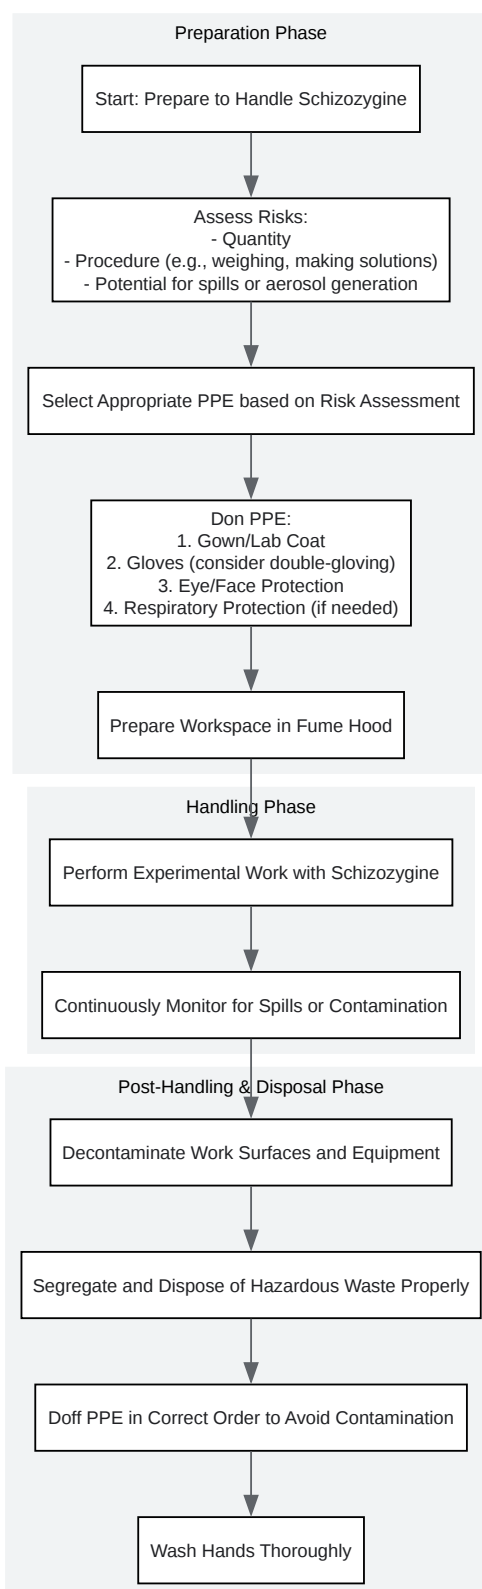 Preparation Phase
Start: Prepare to Handle Schizozygine
Assess Risks:
- Quantity
- Procedure (e.g., weighing, making solutions)
- Potential for spills or aerosol generation
Select Appropriate PPE based on Risk Assessment
Don PPE:
1. Gown/Lab Coat
2. Gloves (consider double-gloving)
3. Eye/Face Protection
4. Respiratory Protection (if needed)
Prepare Workspace in Fume Hood
Handling Phase
Perform Experimental Work with Schizozygine
Continuously Monitor for Spills or Contamination
Post-Handling & Disposal Phase
Decontaminate Work Surfaces and Equipment
Segregate and Dispose of Hazardous Waste Properly
Doff PPE in Correct Order to Avoid Contamination
Wash Hands Thoroughly